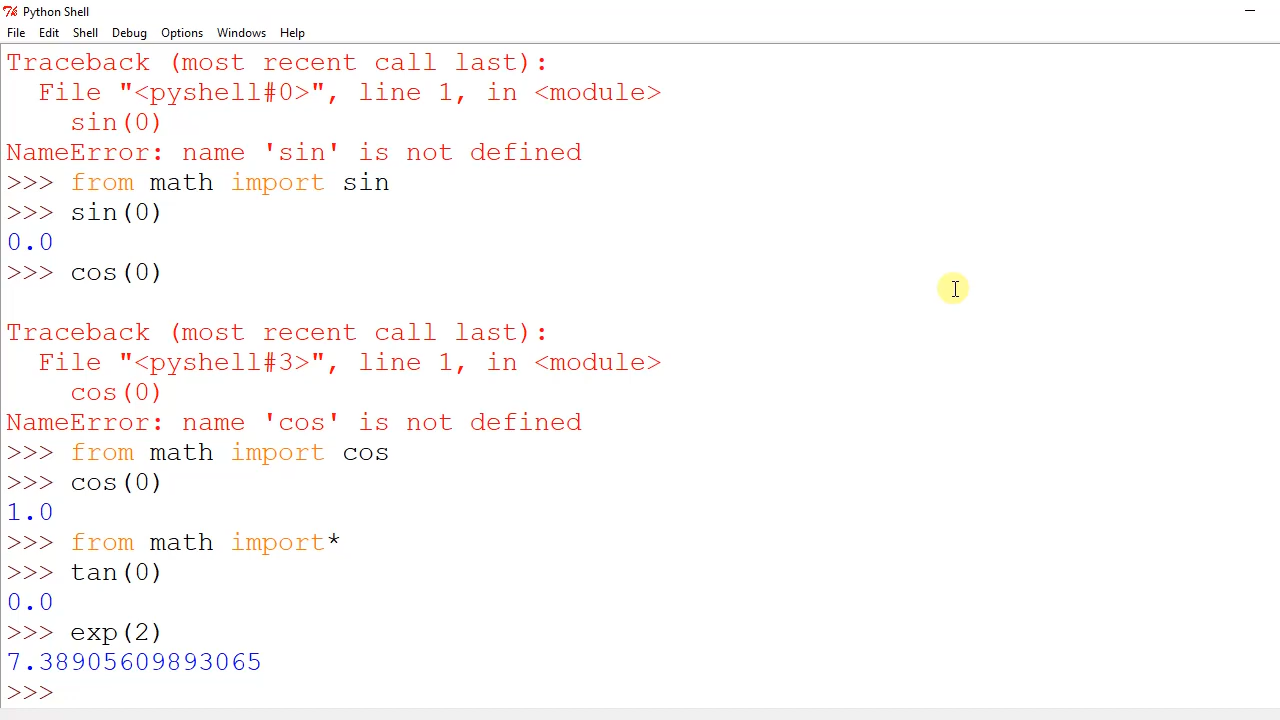 Python Shell
File Edit Shell Debug Options Windows Help
Traceback (most recent call last):
  File "<pyshell#0>", line 1, in <module>
    sin(0)
NameError: name 'sin' is not defined
>>> from math import sin
>>> sin(0)
0.0
>>> cos(0)

Traceback (most recent call last):
  File "<pyshell#3>", line 1, in <module>
    cos(0)
NameError: name 'cos' is not defined
>>> from math import cos
>>> cos(0)
1.0
>>> from math import*
>>> tan(0)
0.0
>>> exp(2)
7.38905609893065
>>>